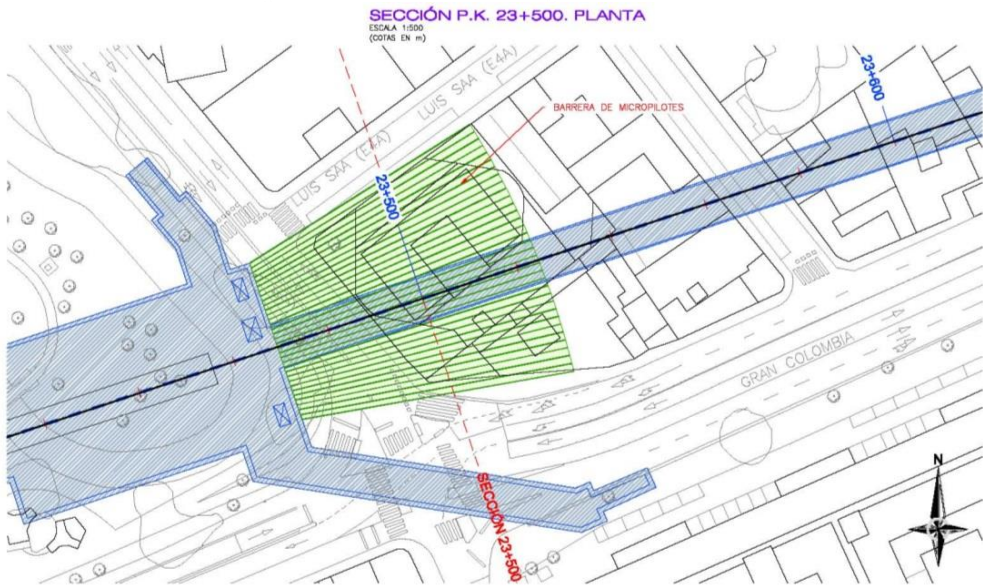 SECCIÓN P.K. 23+500. PLANTA
ESCALA 1:500
(COTAS EN m)
LUIS SAA (E4A)
23+600
BARRERA DE MICROPILOTES
LUIS SAA (E4A)
23+500
GRAN COLOMBIA
N
SECCIÓN 23+500